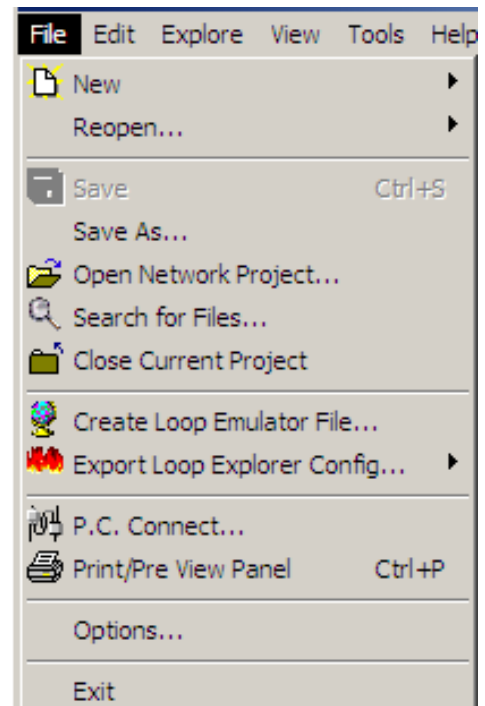 File Edit Explore View Tools Help
New
Reopen...
Save Ctrl+S
Save As...
Open Network Project...
Search for Files...
Close Current Project
Create Loop Emulator File...
Export Loop Explorer Config...
P.C. Connect...
Print/Pre View Panel Ctrl+P
Options...
Exit